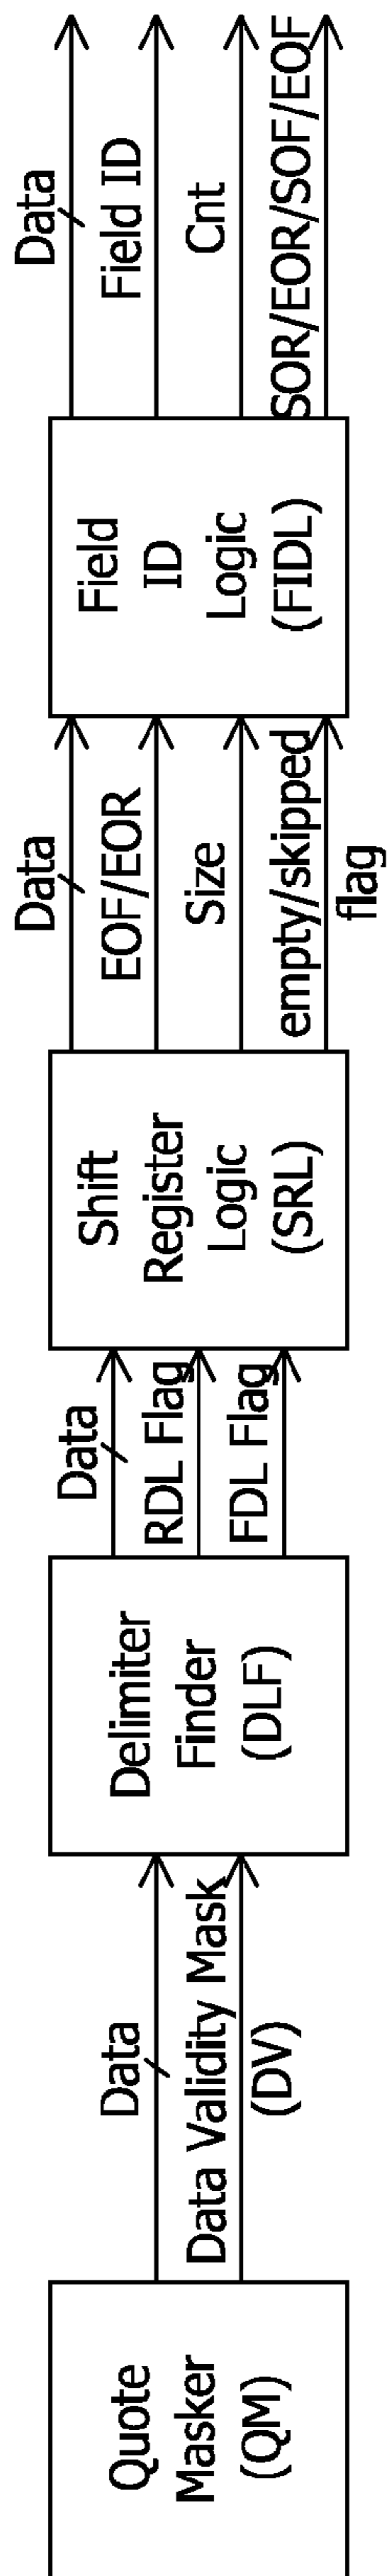 Quote
Masker
(QM)
Data
Data Validity Mask
(DV)
Delimiter
Finder
(DLF)
Data
RDL Flag
FDL Flag
Shift
Register
Logic
(SRL)
Data
EOF/EOR
Size
empty/skipped
flag
Field
ID
Logic
(FIDL)
Data
Field ID
Cnt
SOR/EOR/SOF/EOF